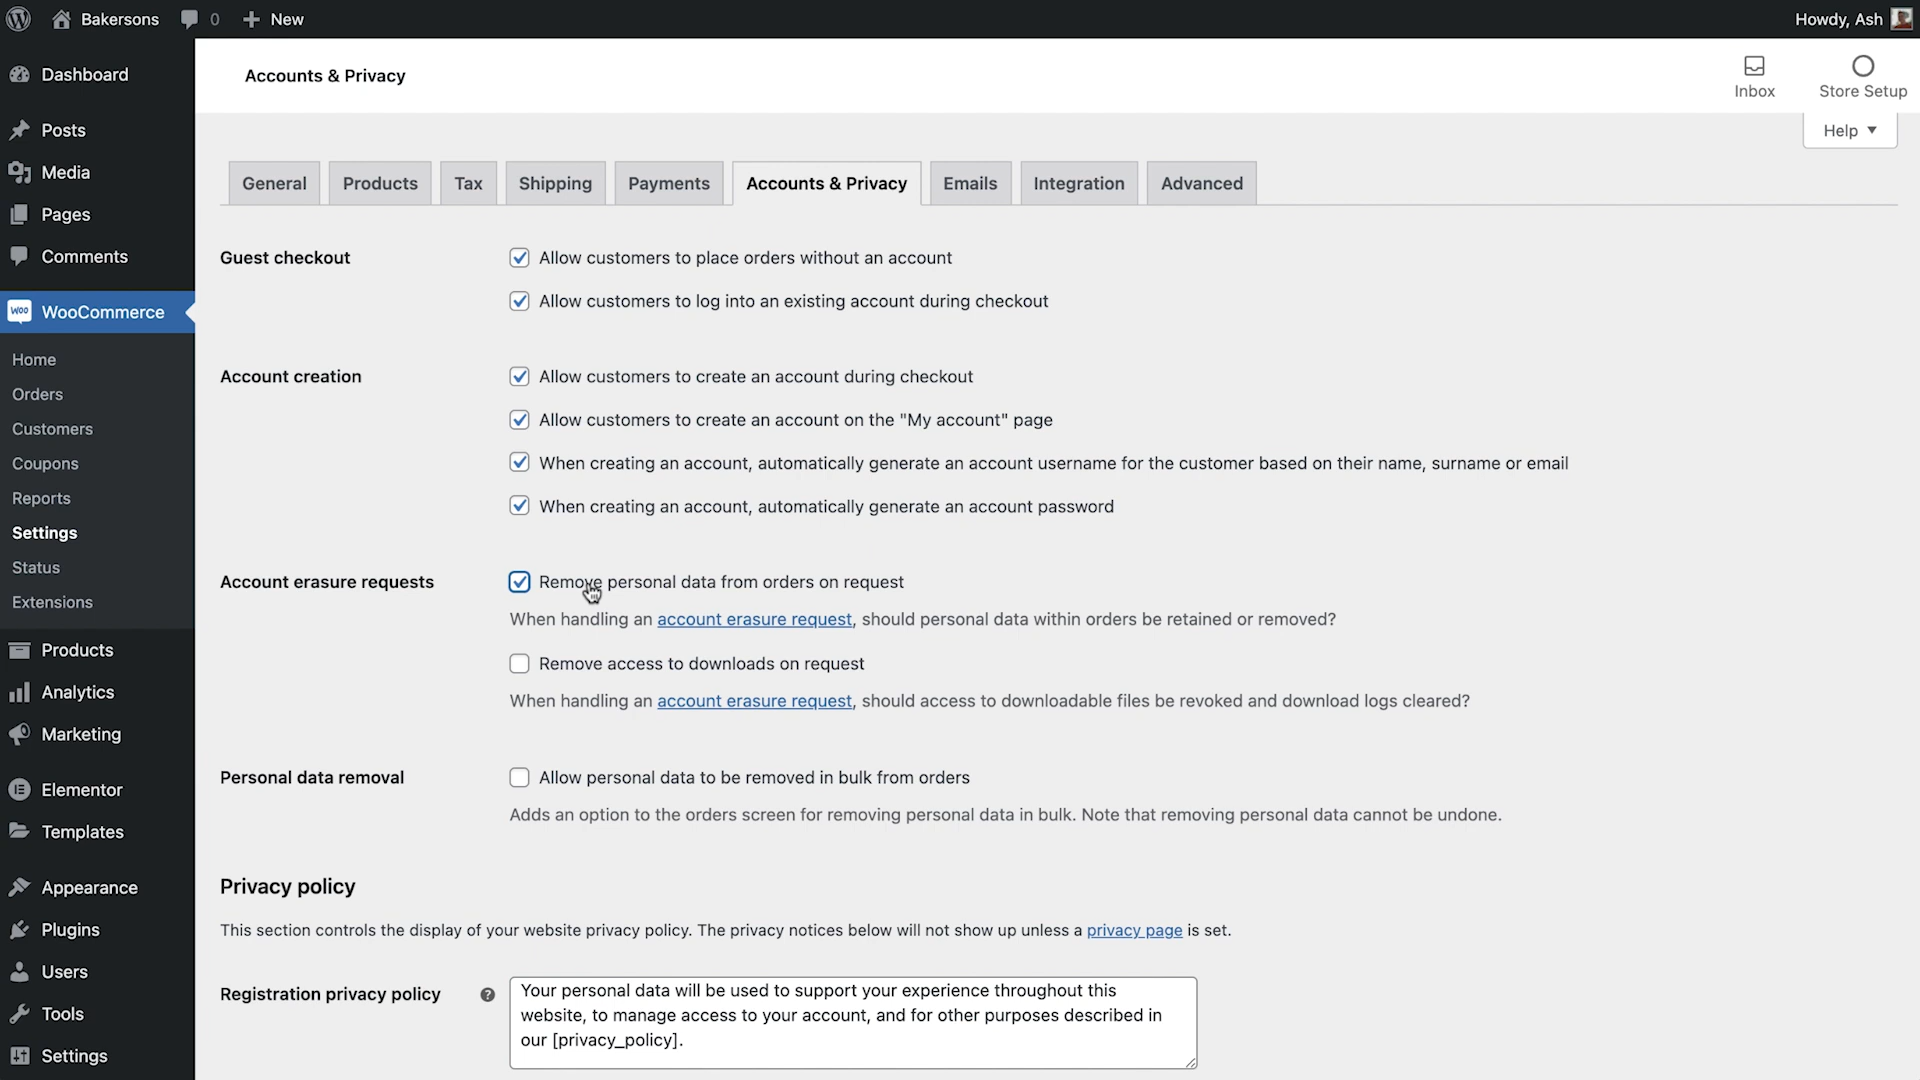 Bakersons
0
New
Howdy, Ash
Dashboard
Posts
Media
Pages
Comments
WooCommerce
Home
Orders
Customers
Coupons
Reports
Settings
Status
Extensions
Products
Analytics
Marketing
Elementor
Templates
Appearance
Plugins
Users
Tools
Settings
Accounts & Privacy
Inbox
Store Setup
Help
General
Products
Tax
Shipping
Payments
Accounts & Privacy
Emails
Integration
Advanced
Guest checkout
Allow customers to place orders without an account
Allow customers to log into an existing account during checkout
Account creation
Allow customers to create an account during checkout
Allow customers to create an account on the "My account" page
When creating an account, automatically generate an account username for the customer based on their name, surname or email
When creating an account, automatically generate an account password
Account erasure requests
Remove personal data from orders on request
When handling an account erasure request, should personal data within orders be retained or removed?
Remove access to downloads on request
When handling an account erasure request, should access to downloadable files be revoked and download logs cleared?
Personal data removal
Allow personal data to be removed in bulk from orders
Adds an option to the orders screen for removing personal data in bulk. Note that removing personal data cannot be undone.
Privacy policy
This section controls the display of your website privacy policy. The privacy notices below will not show up unless a privacy page is set.
Registration privacy policy
Your personal data will be used to support your experience throughout this
website, to manage access to your account, and for other purposes described in
our [privacy_policy].